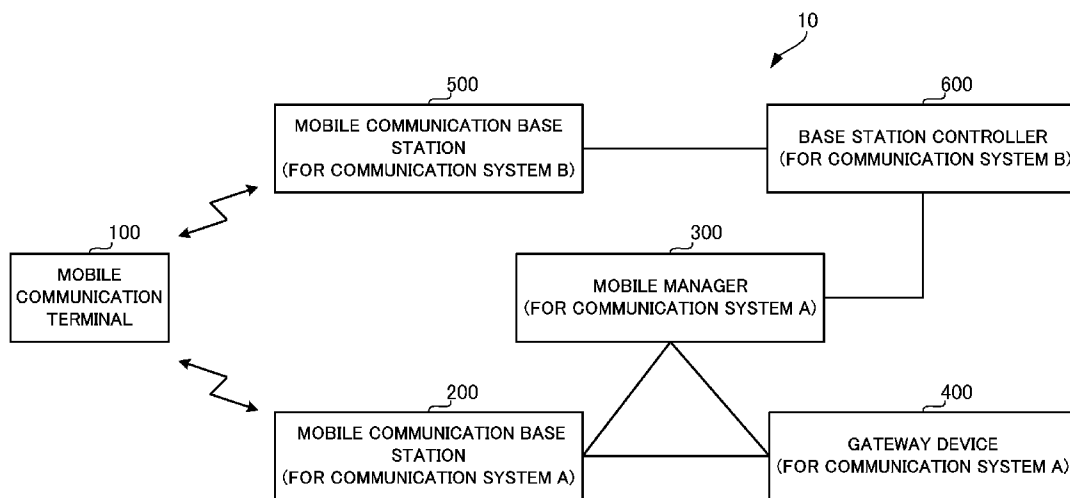 10
500
MOBILE COMMUNICATION BASE
STATION
(FOR COMMUNICATION SYSTEM B)
600
BASE STATION CONTROLLER
(FOR COMMUNICATION SYSTEM B)
100
MOBILE
COMMUNICATION
TERMINAL
300
MOBILE MANAGER
(FOR COMMUNICATION SYSTEM A)
200
MOBILE COMMUNICATION BASE
STATION
(FOR COMMUNICATION SYSTEM A)
400
GATEWAY DEVICE
(FOR COMMUNICATION SYSTEM A)